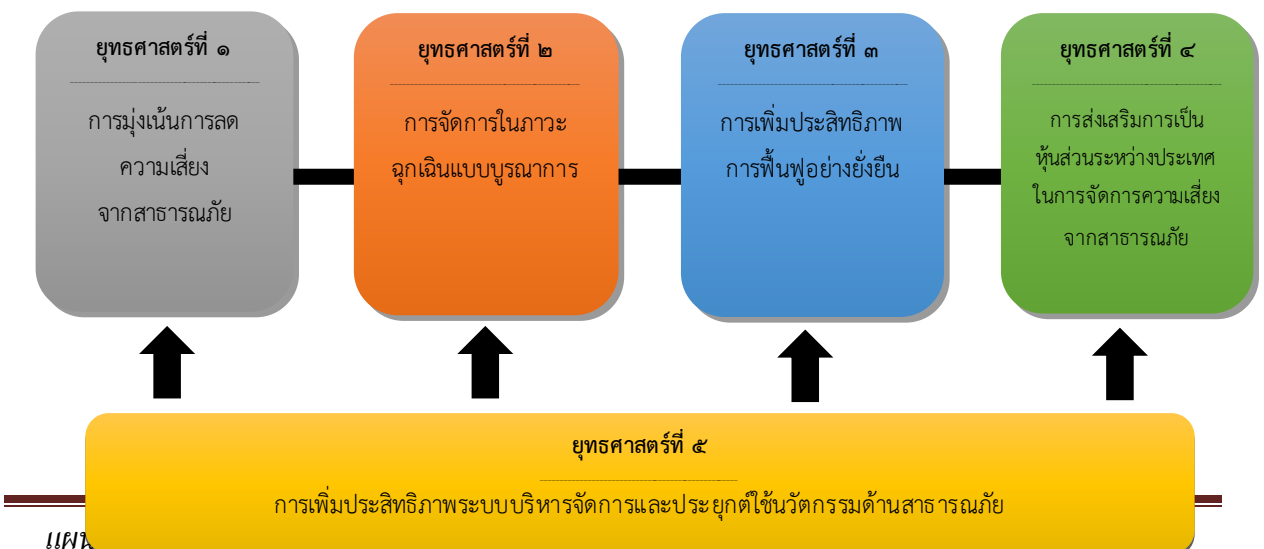 ยุทธศาสตร์ที่ ๑
การมุ่งเน้นการลด
ความเสี่ยง
จากสาธารณภัย
ยุทธศาสตร์ที่ ๒
การจัดการในภาวะ
ฉุกเฉินแบบบูรณาการ
ยุทธศาสตร์ที่ ๓
การเพิ่มประสิทธิภาพ
การฟื้นฟูอย่างยั่งยืน
ยุทธศาสตร์ที่ ๔
การส่งเสริมการเป็น
หุ้นส่วนระหว่างประเทศ
ในการจัดการความเสี่ยง
จากสาธารณภัย
ยุทธศาสตร์ที่ ๕
การเพิ่มประสิทธิภาพระบบบริหารจัดการและประยุกต์ใช้นวัตกรรมด้านสาธารณภัย